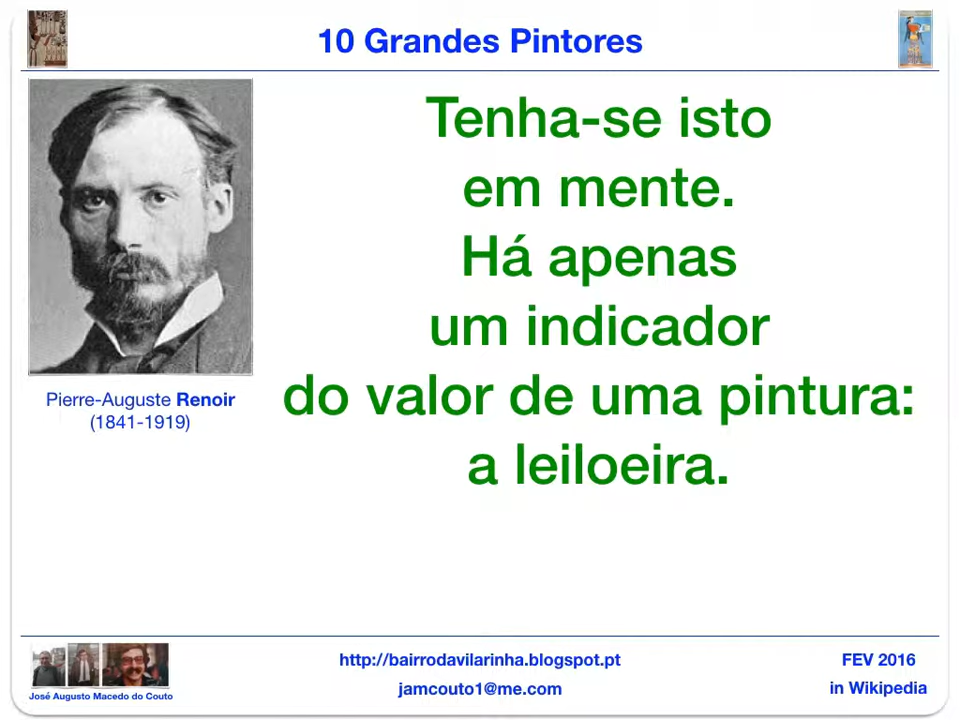 10 Grandes Pintores
Tenha-se isto
em mente.
Há apenas
um indicador
do valor de uma pintura:
a leiloeira.
Pierre-Auguste Renoir
(1841-1919)
José Augusto Macedo do Couto
http://bairrodavilarinha.blogspot.pt
jamcouto1@me.com
FEV 2016
in Wikipedia